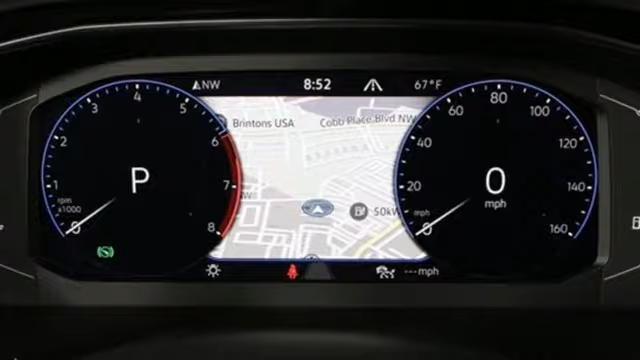 NW 8:52 67°F
Brintons USA Cobb Place Blvd NW
0 1 2 3 4 5 6 7 8
rpm
x1000
P
NW
50kW
0 20 40 60 80 100 120 140 160
mph
0
mph
S
---mph